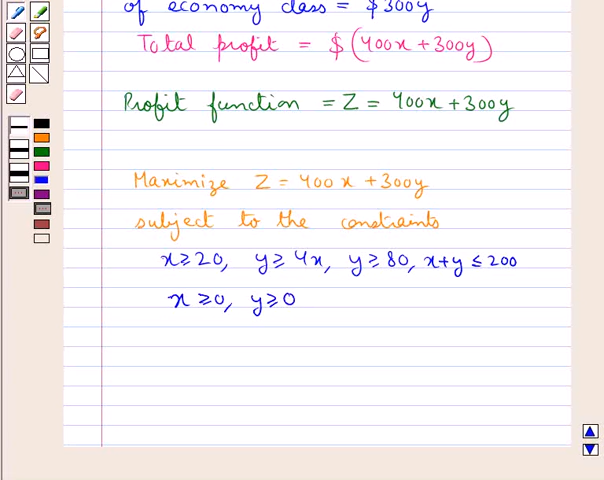 of economy class = $300y
Total profit = $(400x+300y)
Profit function = Z = 400x+300y
Maximize Z = 400x +300y
subject to the constraints
x≥20, y≥4x, y≥80, x+y≤200
x≥0, y≥0